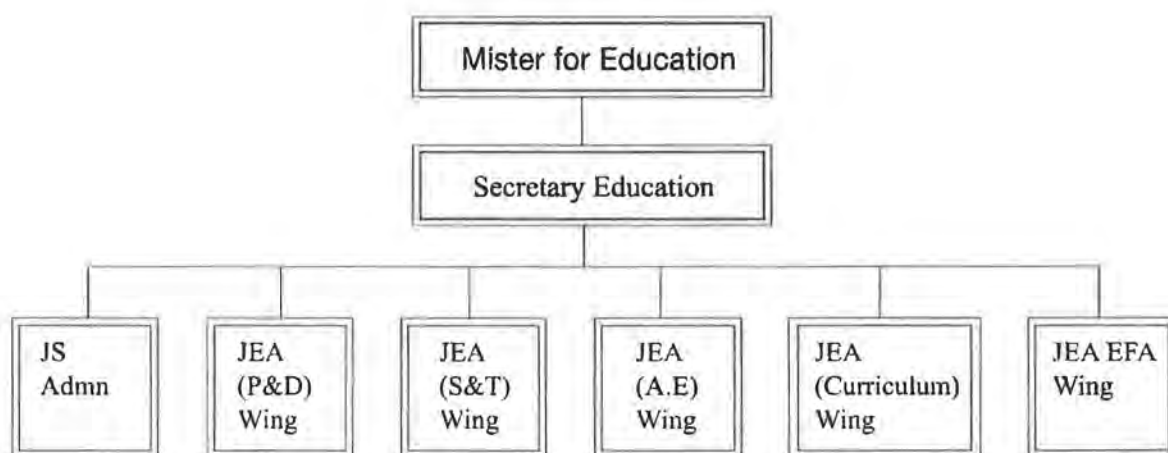 Mister for Education
Secretary Education
JS
Admn
JEA
(P&D)
Wing
JEA
(S&T)
Wing
JEA
(A.E)
Wing
JEA
(Curriculum)
Wing
JEA EFA
Wing